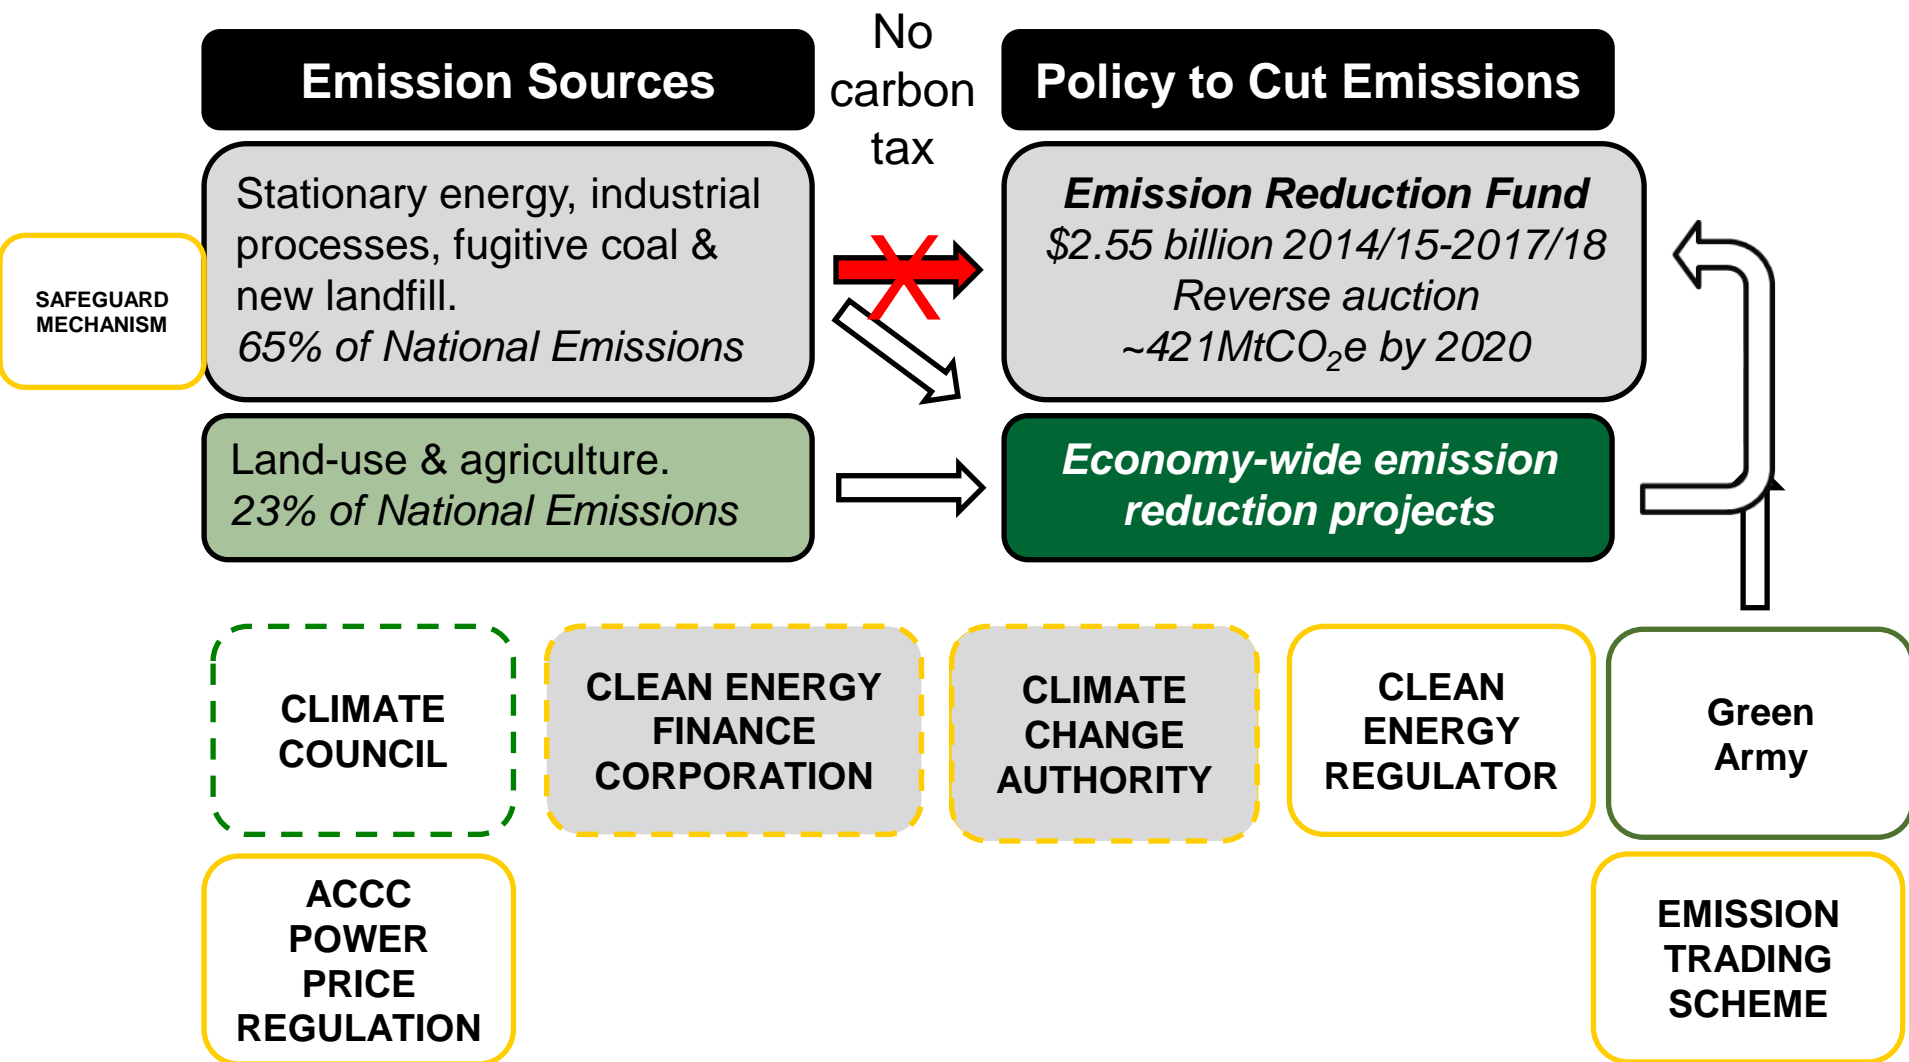 Emission Sources
No
carbon
tax
Policy to Cut Emissions
Stationary energy, industrial
processes, fugitive coal &
new landfill.
65% of National Emissions
Emission Reduction Fund
$2.55 billion 2014/15-2017/18
Reverse auction
~421MtCO₂e by 2020
SAFEGUARD
MECHANISM
Land-use & agriculture.
23% of National Emissions
Economy-wide emission
reduction projects
CLIMATE
COUNCIL
CLEAN ENERGY
FINANCE
CORPORATION
CLIMATE
CHANGE
AUTHORITY
CLEAN
ENERGY
REGULATOR
Green
Army
ACCC
POWER
PRICE
REGULATION
EMISSION
TRADING
SCHEME